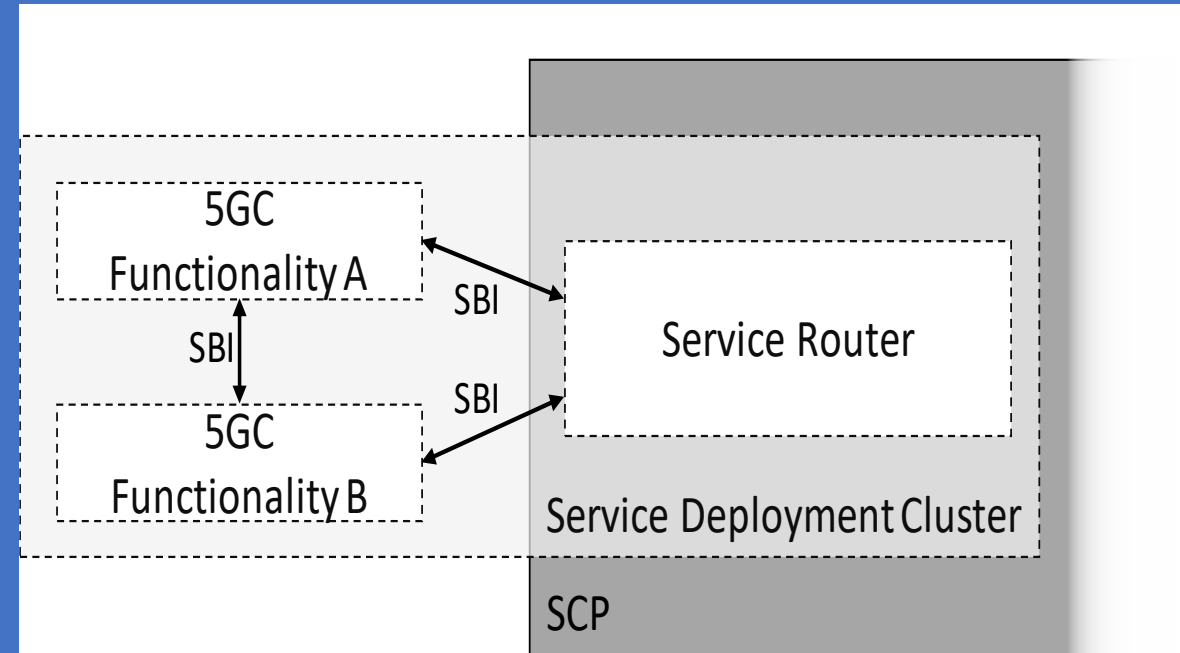 5GC
Functionality A
SBI
SBI
Service Router
SBI
5GC
Functionality B
Service Deployment Cluster
SCP